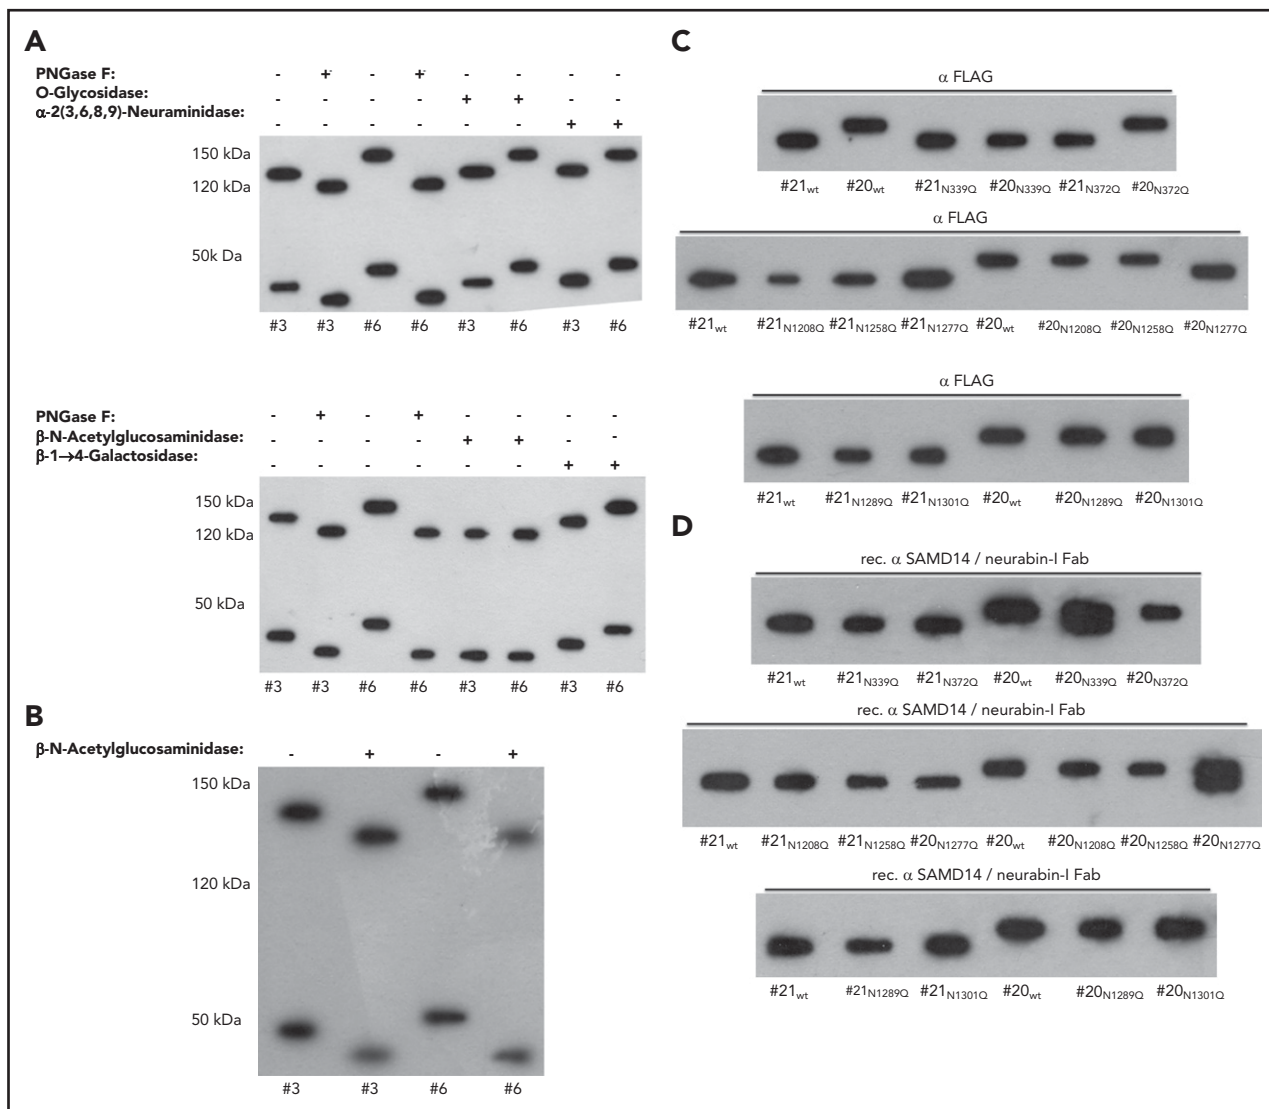 A
PNGase F: - + - + - - - -
O-Glycosidase: - - - - + + - -
α-2(3,6,8,9)-Neuraminidase: - - - - - - + +
150 kDa
120 kDa
50k Da
#3 #3 #6 #6 #3 #6 #3 #6
PNGase F: - + - + - - - -
β-N-Acetylglucosaminidase: - - - - + + - -
β-1→4-Galactosidase: - - - - - - + +
150 kDa
120 kDa
50 kDa
#3 #3 #6 #6 #3 #6 #3 #6
B
β-N-Acetylglucosaminidase: - + - +
150 kDa
120 kDa
50 kDa
#3 #3 #6 #6
C
α FLAG
#21wt #20wt #21N339Q #20N339Q #21N372Q #20N372Q
α FLAG
#21wt #21N1208Q #21N1258Q #21N1277Q #20wt #20N1208Q #20N1258Q #20N1277Q
α FLAG
#21wt #21N1289Q #21N1301Q #20wt #20N1289Q #20N1301Q
D
rec. α SAMD14 / neurabin-I Fab
#21wt #21N339Q #21N372Q #20wt #20N339Q #20N372Q
rec. α SAMD14 / neurabin-I Fab
#21wt #21N1208Q #21N1258Q #20N1277Q #20wt #20N1208Q #20N1258Q #20N1277Q
rec. α SAMD14 / neurabin-I Fab
#21wt #21N1289Q #21N1301Q #20wt #20N1289Q #20N1301Q